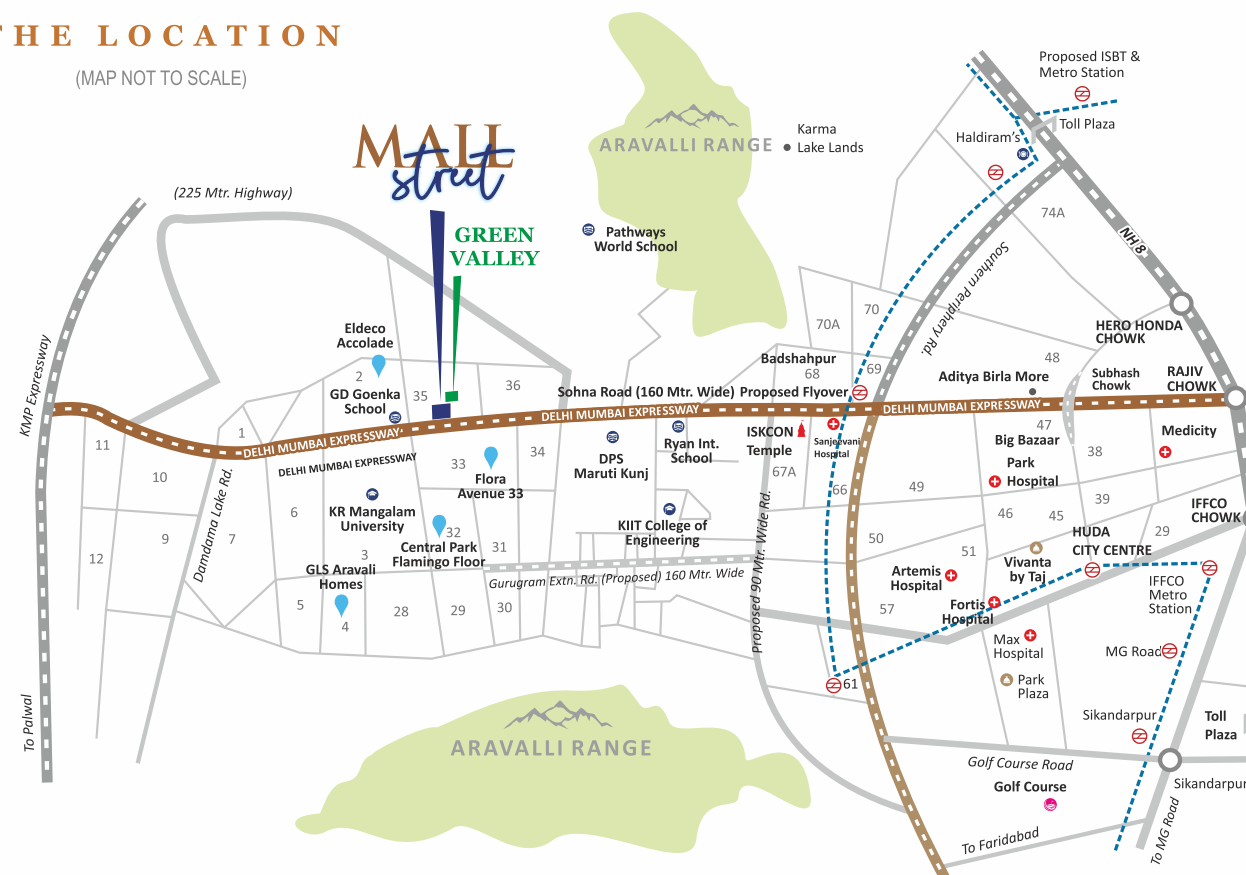 THE LOCATION
(MAP NOT TO SCALE)
MALL
street
GREEN
VALLEY
(225 Mtr. Highway)
ARAVALLI RANGE
Karma
Lake Lands
Pathways
World School
Proposed ISBT &
Metro Station
Toll Plaza
Haldiram's
74A
NH 8
Southern Periphery Rd.
HERO HONDA
CHOWK
RAJIV
CHOWK
Subhash
Chowk
48
70
70A
Badshahpur
68
69
Aditya Birla More
Sohna Road (160 Mtr. Wide) Proposed Flyover
KMP Expressway
Eldeco
Accolade
2
GD Goenka
School
35
36
DELHI MUMBAI EXPRESSWAY
DELHI MUMBAI EXPRESSWAY
DELHI MUMBAI EXPRESSWAY
DELHI MUMBAI EXPRESSWAY
1
11
10
9
12
7
6
Damdama Lake Rd.
33
34
Flora
Avenue 33
KR Mangalam
University
32
Central Park
Flamingo Floor
31
3
GLS Aravali
Homes
5
4
28
29
30
DPS
Maruti Kunj
Ryan Int.
School
KIIT College of
Engineering
Gurugram Extn. Rd. (Proposed) 160 Mtr. Wide
Proposed 90 Mtr. Wide Rd.
ISKCON
Temple
Sanjeevani
Hospital
67A
66
47
Big Bazaar
Park
Hospital
38
Medicity
49
46
45
39
29
IFFCO
CHOWK
HUDA
CITY CENTRE
50
51
Artemis
Hospital
Vivanta
by Taj
57
Fortis
Hospital
IFFCO
Metro
Station
Max
Hospital
MG Road
61
Park
Plaza
Sikandarpur
Toll
Plaza
To Palwal
ARAVALLI RANGE
Golf Course Road
Golf Course
Sikandarpur
To Faridabad
To MG Road